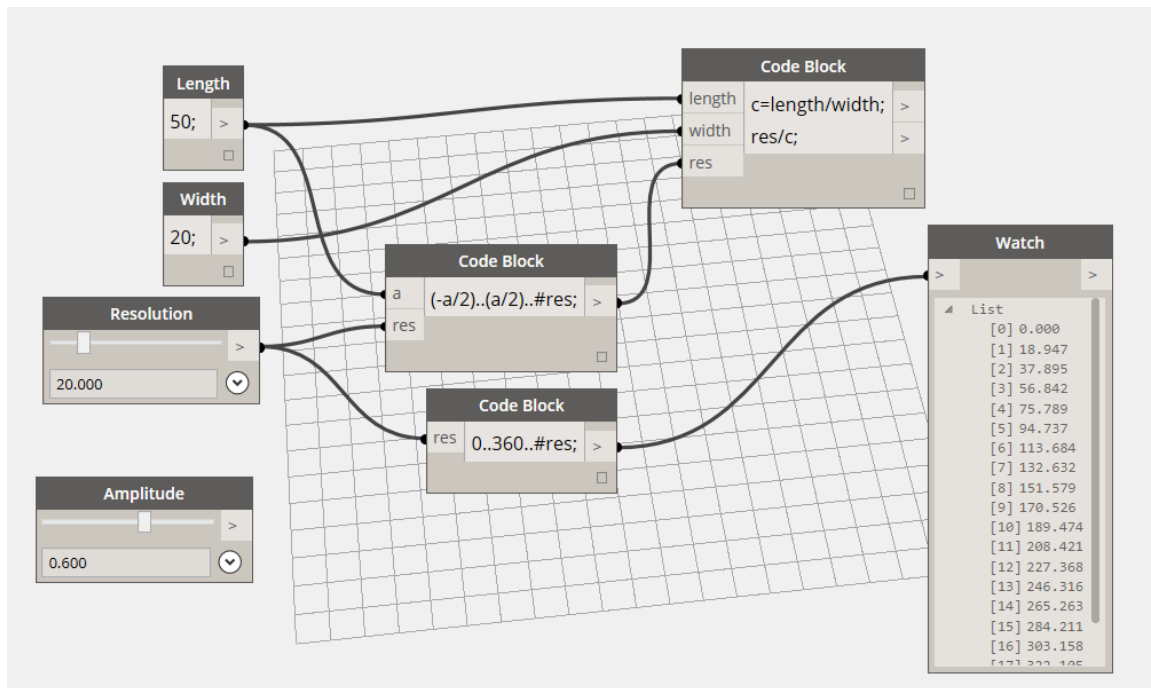 Length
50; >
Width
20; >
Resolution
>
20.000
Amplitude
>
0.600
Code Block
a (-a/2)..(a/2)..#res; >
res
Code Block
res 0..360..#res; >
Code Block
length c=length/width; >
width res/c; >
res
Watch
> >
List
[0] 0.000
[1] 18.947
[2] 37.895
[3] 56.842
[4] 75.789
[5] 94.737
[6] 113.684
[7] 132.632
[8] 151.579
[9] 170.526
[10] 189.474
[11] 208.421
[12] 227.368
[13] 246.316
[14] 265.263
[15] 284.211
[16] 303.158
[17] 322.105